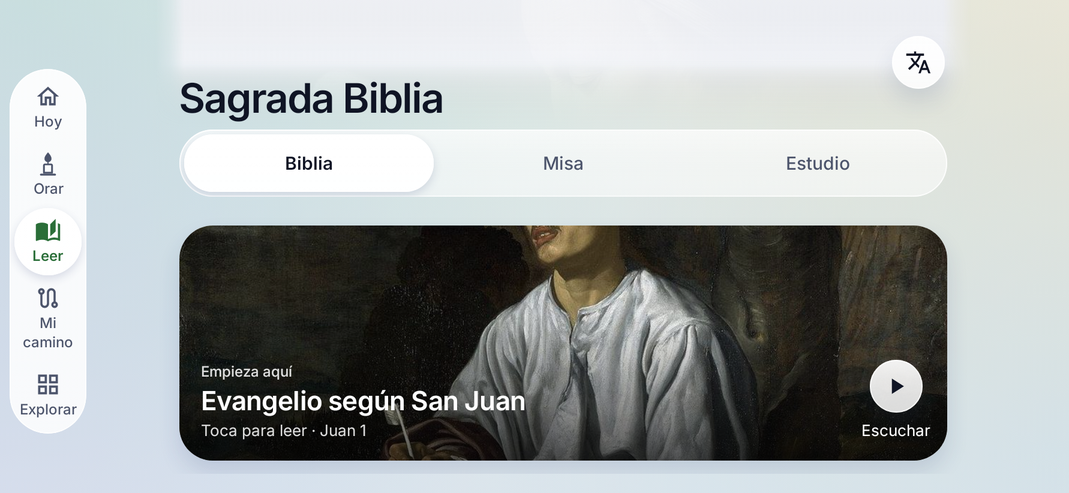 Sagrada Biblia
Hoy
Orar
Leer
Mi
camino
Explorar
Biblia
Misa
Estudio
Empieza aquí
Evangelio según San Juan
Toca para leer · Juan 1
Escuchar